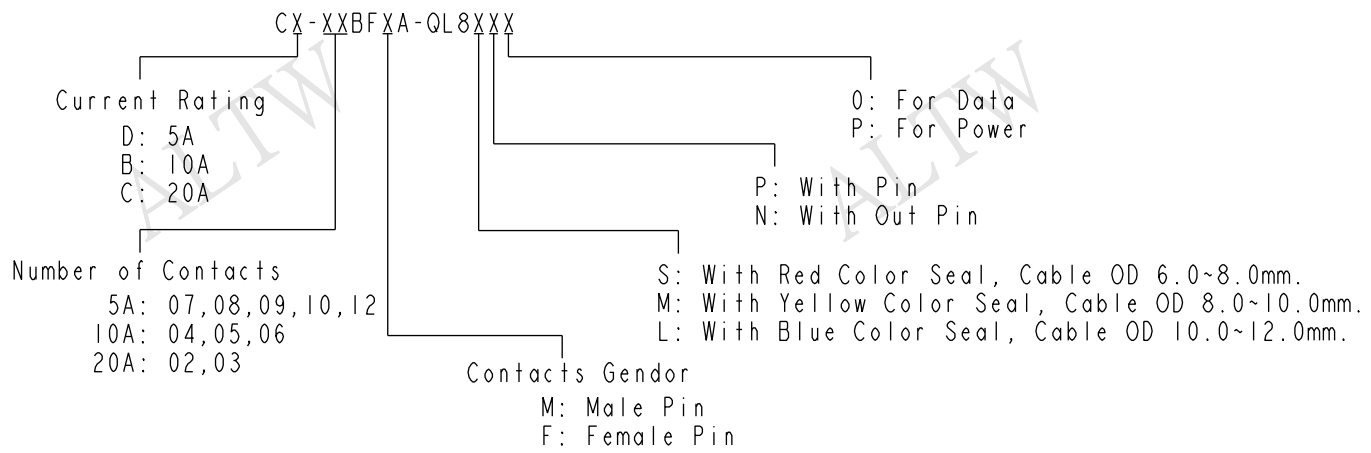 CX-XXBFXA-QL8XXX
Current Rating
D: 5A
B: 10A
C: 20A
Number of Contacts
5A: 07,08,09,10,12
10A: 04,05,06
20A: 02,03
Contacts Gendor
M: Male Pin
F: Female Pin
S: With Red Color Seal, Cable OD 6.0~8.0mm.
M: With Yellow Color Seal, Cable OD 8.0~10.0mm.
L: With Blue Color Seal, Cable OD 10.0~12.0mm.
P: With Pin
N: With Out Pin
0: For Data
P: For Power
ALTW
ALTW